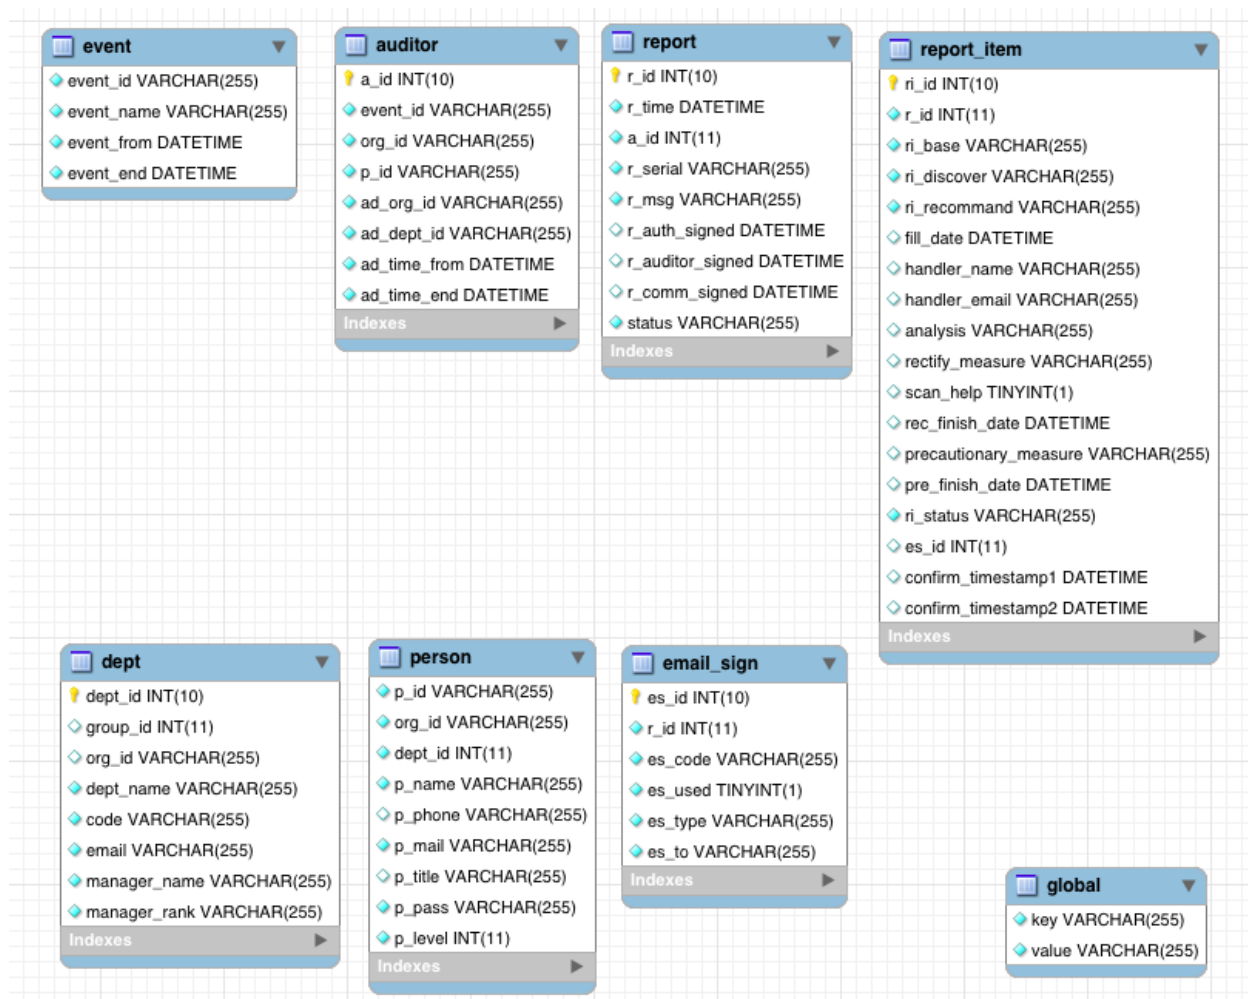 event
event_id VARCHAR(255)
event_name VARCHAR(255)
event_from DATETIME
event_end DATETIME
auditor
a_id INT(10)
event_id VARCHAR(255)
org_id VARCHAR(255)
p_id VARCHAR(255)
ad_org_id VARCHAR(255)
ad_dept_id VARCHAR(255)
ad_time_from DATETIME
ad_time_end DATETIME
Indexes
report
r_id INT(10)
r_time DATETIME
a_id INT(11)
r_serial VARCHAR(255)
r_msg VARCHAR(255)
r_auth_signed DATETIME
r_auditor_signed DATETIME
r_comm_signed DATETIME
status VARCHAR(255)
Indexes
report_item
ri_id INT(10)
r_id INT(11)
ri_base VARCHAR(255)
ri_discover VARCHAR(255)
ri_recommand VARCHAR(255)
fill_date DATETIME
handler_name VARCHAR(255)
handler_email VARCHAR(255)
analysis VARCHAR(255)
rectify_measure VARCHAR(255)
scan_help TINYINT(1)
rec_finish_date DATETIME
precautionary_measure VARCHAR(255)
pre_finish_date DATETIME
ri_status VARCHAR(255)
es_id INT(11)
confirm_timestamp1 DATETIME
confirm_timestamp2 DATETIME
Indexes
dept
dept_id INT(10)
group_id INT(11)
org_id VARCHAR(255)
dept_name VARCHAR(255)
code VARCHAR(255)
email VARCHAR(255)
manager_name VARCHAR(255)
manager_rank VARCHAR(255)
Indexes
person
p_id VARCHAR(255)
org_id VARCHAR(255)
dept_id INT(11)
p_name VARCHAR(255)
p_phone VARCHAR(255)
p_mail VARCHAR(255)
p_title VARCHAR(255)
p_pass VARCHAR(255)
p_level INT(11)
Indexes
email_sign
es_id INT(10)
r_id INT(11)
es_code VARCHAR(255)
es_used TINYINT(1)
es_type VARCHAR(255)
es_to VARCHAR(255)
Indexes
global
key VARCHAR(255)
value VARCHAR(255)